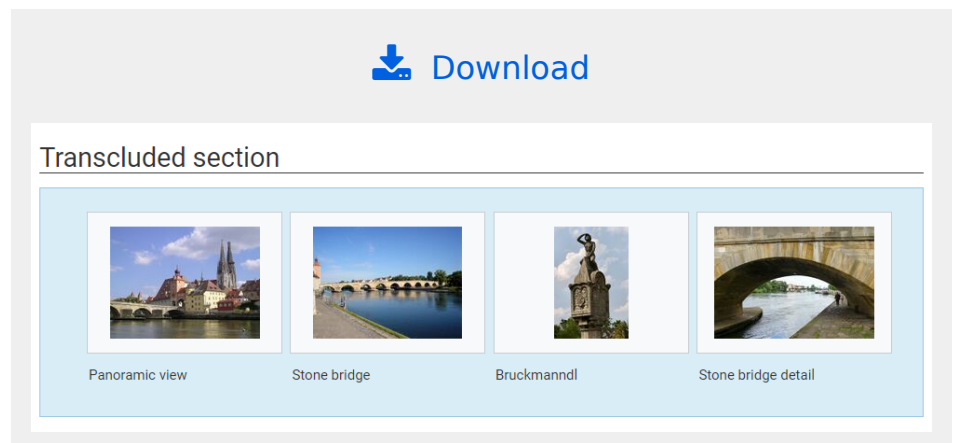 Download
Transcluded section
Panoramic view
Stone bridge
Bruckmanndl
Stone bridge detail